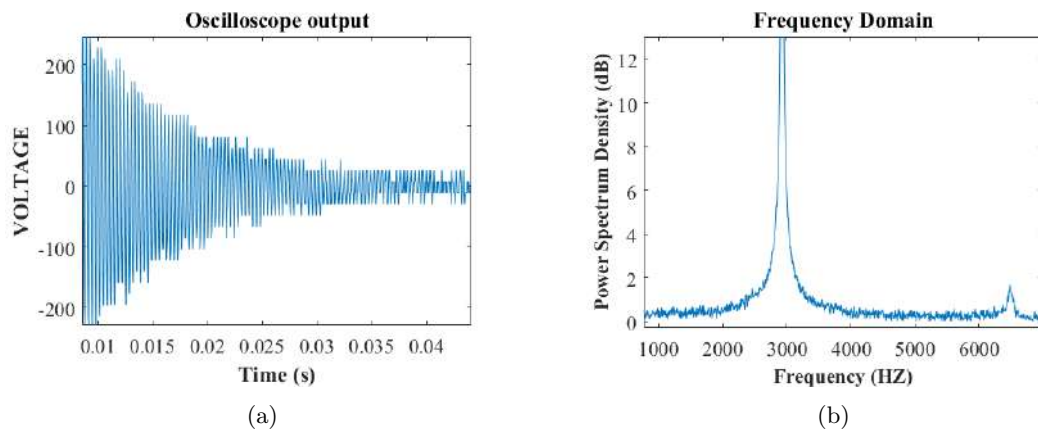 Oscilloscope output
200
100
0
-100
-200
VOLTAGE
0.01 0.015 0.02 0.025 0.03 0.035 0.04
Time (s)
(a)
Frequency Domain
12
10
8
6
4
2
0
Power Spectrum Density (dB)
1000 2000 3000 4000 5000 6000
Frequency (HZ)
(b)